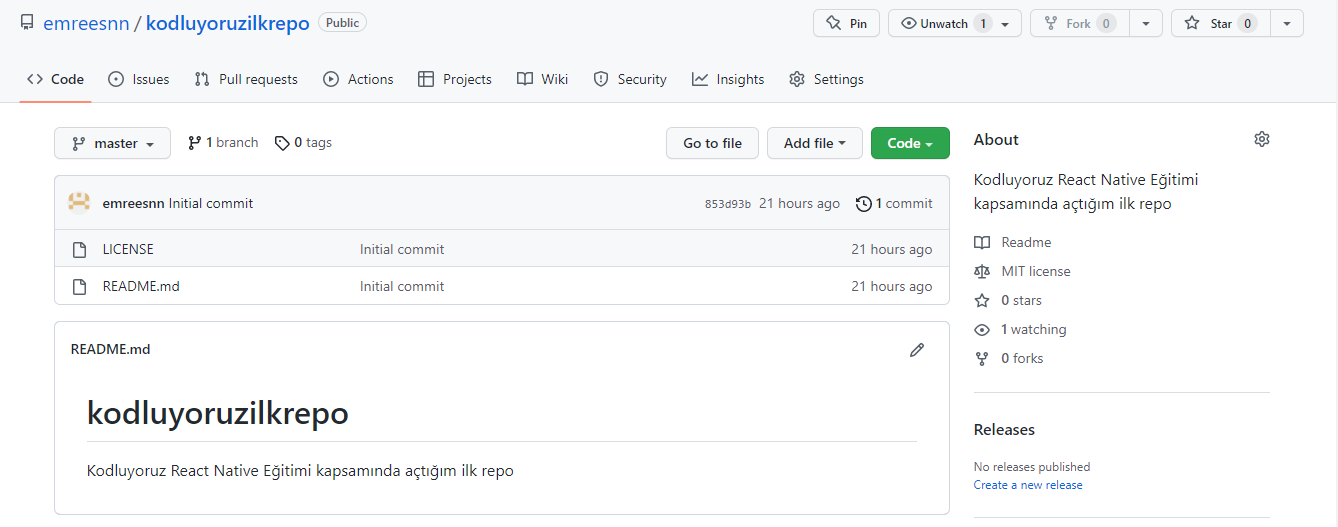 emreesnn / kodluyoruzilkrepo Public
Pin Unwatch 1 Fork 0 Star 0
Code Issues Pull requests Actions Projects Wiki Security Insights Settings
master 1 branch 0 tags Go to file Add file Code
emreesnn Initial commit 853d93b 21 hours ago 1 commit
LICENSE Initial commit 21 hours ago
README.md Initial commit 21 hours ago
README.md
kodluyoruzilkrepo
Kodluyoruz React Native Eğitimi kapsamında açtığım ilk repo
About
Kodluyoruz React Native Eğitimi
kapsamında açtığım ilk repo
Readme
MIT license
0 stars
1 watching
0 forks
Releases
No releases published
Create a new release